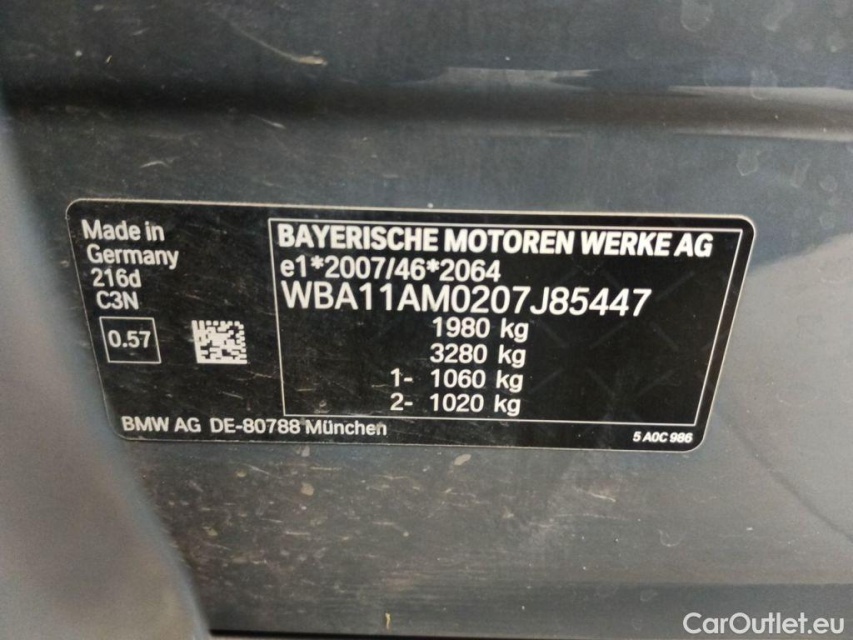 Made in
Germany
216d
C3N
0.57
BAYERISCHE MOTOREN WERKE AG
e1*2007/46*2064
WBA11AM0207J85447
1980 kg
3280 kg
1- 1060 kg
2- 1020 kg
BMW AG DE-80788 München
5 A0C 986
CarOutlet.eu